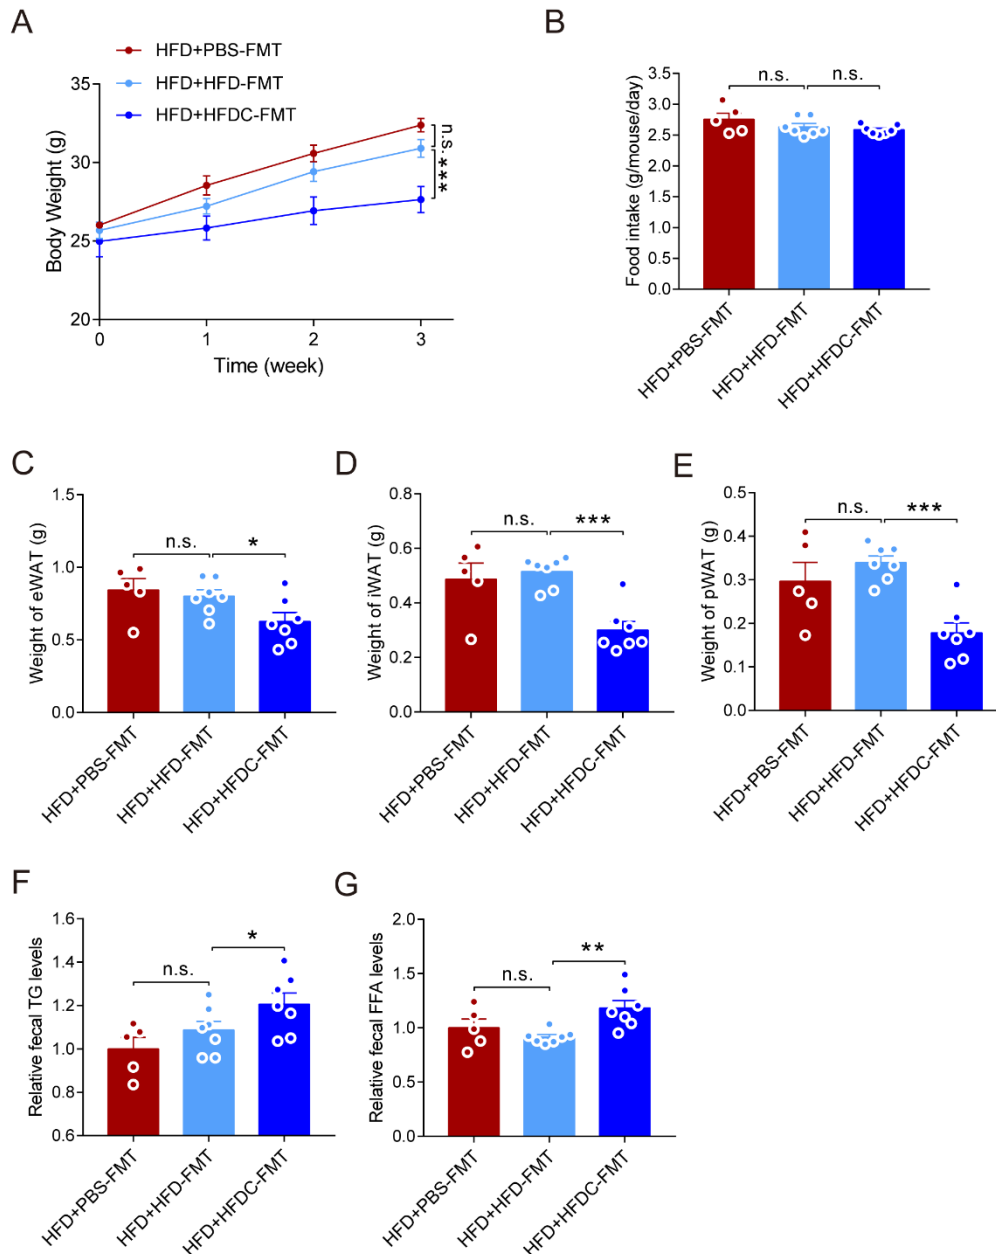 A
HFD+PBS-FMT
HFD+HFD-FMT
HFD+HFDC-FMT
Body Weight (g)
35
30
25
20
0 1 2 3
Time (week)
n.s.
***
B
Food intake (g/mouse/day)
3.5
3.0
2.5
2.0
1.5
1.0
0.5
0.0
n.s. n.s.
HFD+PBS-FMT
HFD+HFD-FMT
HFD+HFDC-FMT
C
Weight of eWAT (g)
1.5
1.0
0.5
0.0
n.s. *
HFD+PBS-FMT
HFD+HFD-FMT
HFD+HFDC-FMT
D
Weight of iWAT (g)
0.8
0.6
0.4
0.2
0.0
n.s. ***
HFD+PBS-FMT
HFD+HFD-FMT
HFD+HFDC-FMT
E
Weight of pWAT (g)
0.5
0.4
0.3
0.2
0.1
0.0
n.s. ***
HFD+PBS-FMT
HFD+HFD-FMT
HFD+HFDC-FMT
F
Relative fecal TG levels
1.6
1.4
1.2
1.0
0.8
0.6
n.s. *
HFD+PBS-FMT
HFD+HFD-FMT
HFD+HFDC-FMT
G
Relative fecal FFA levels
2.0
1.5
1.0
0.5
0.0
n.s. **
HFD+PBS-FMT
HFD+HFD-FMT
HFD+HFDC-FMT